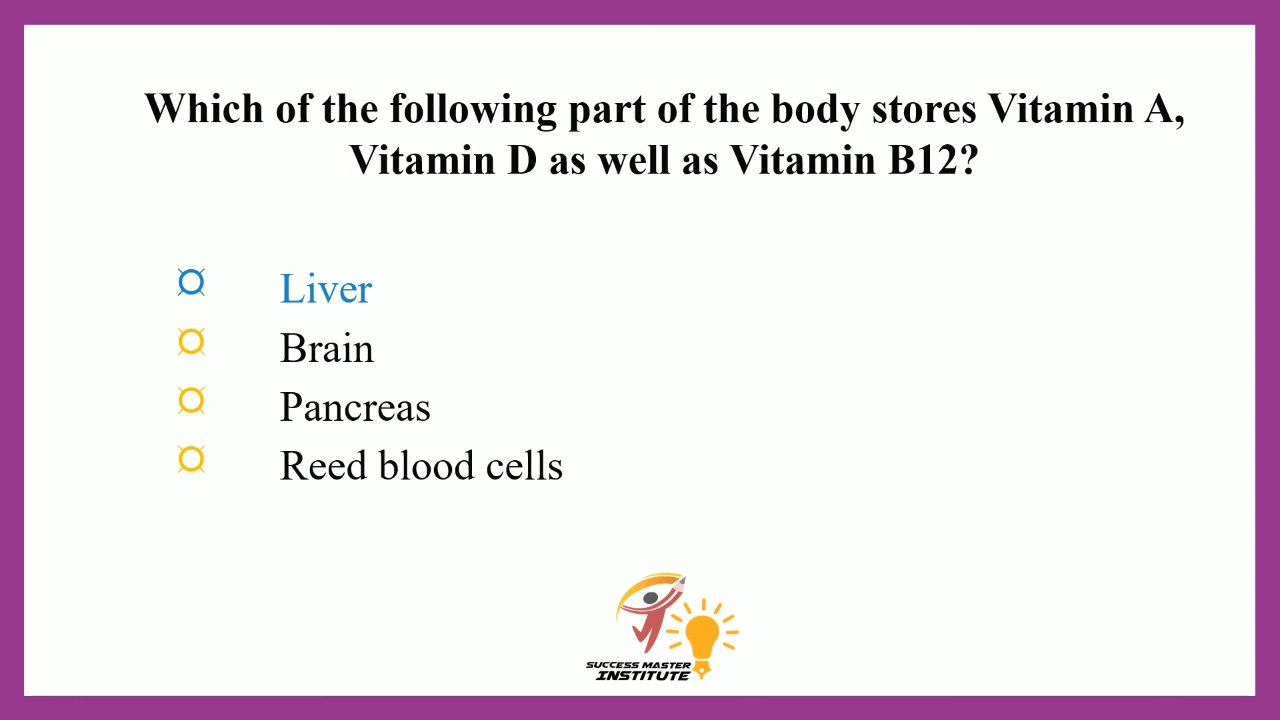 Which of the following part of the body stores Vitamin A,
Vitamin D as well as Vitamin B12?
Liver
Brain
Pancreas
Reed blood cells
SUCCESS MASTER
INSTITUTE